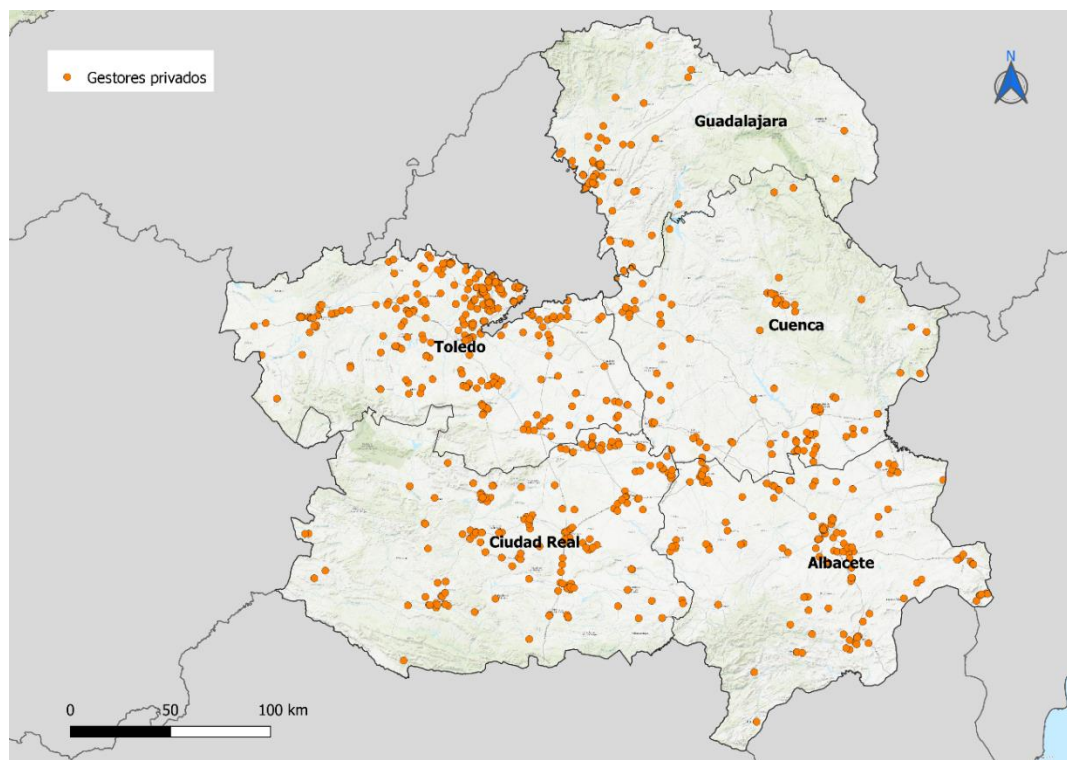 Gestores privados
N
Guadalajara
Cuenca
Toledo
Ciudad Real
Albacete
0 50 100 km